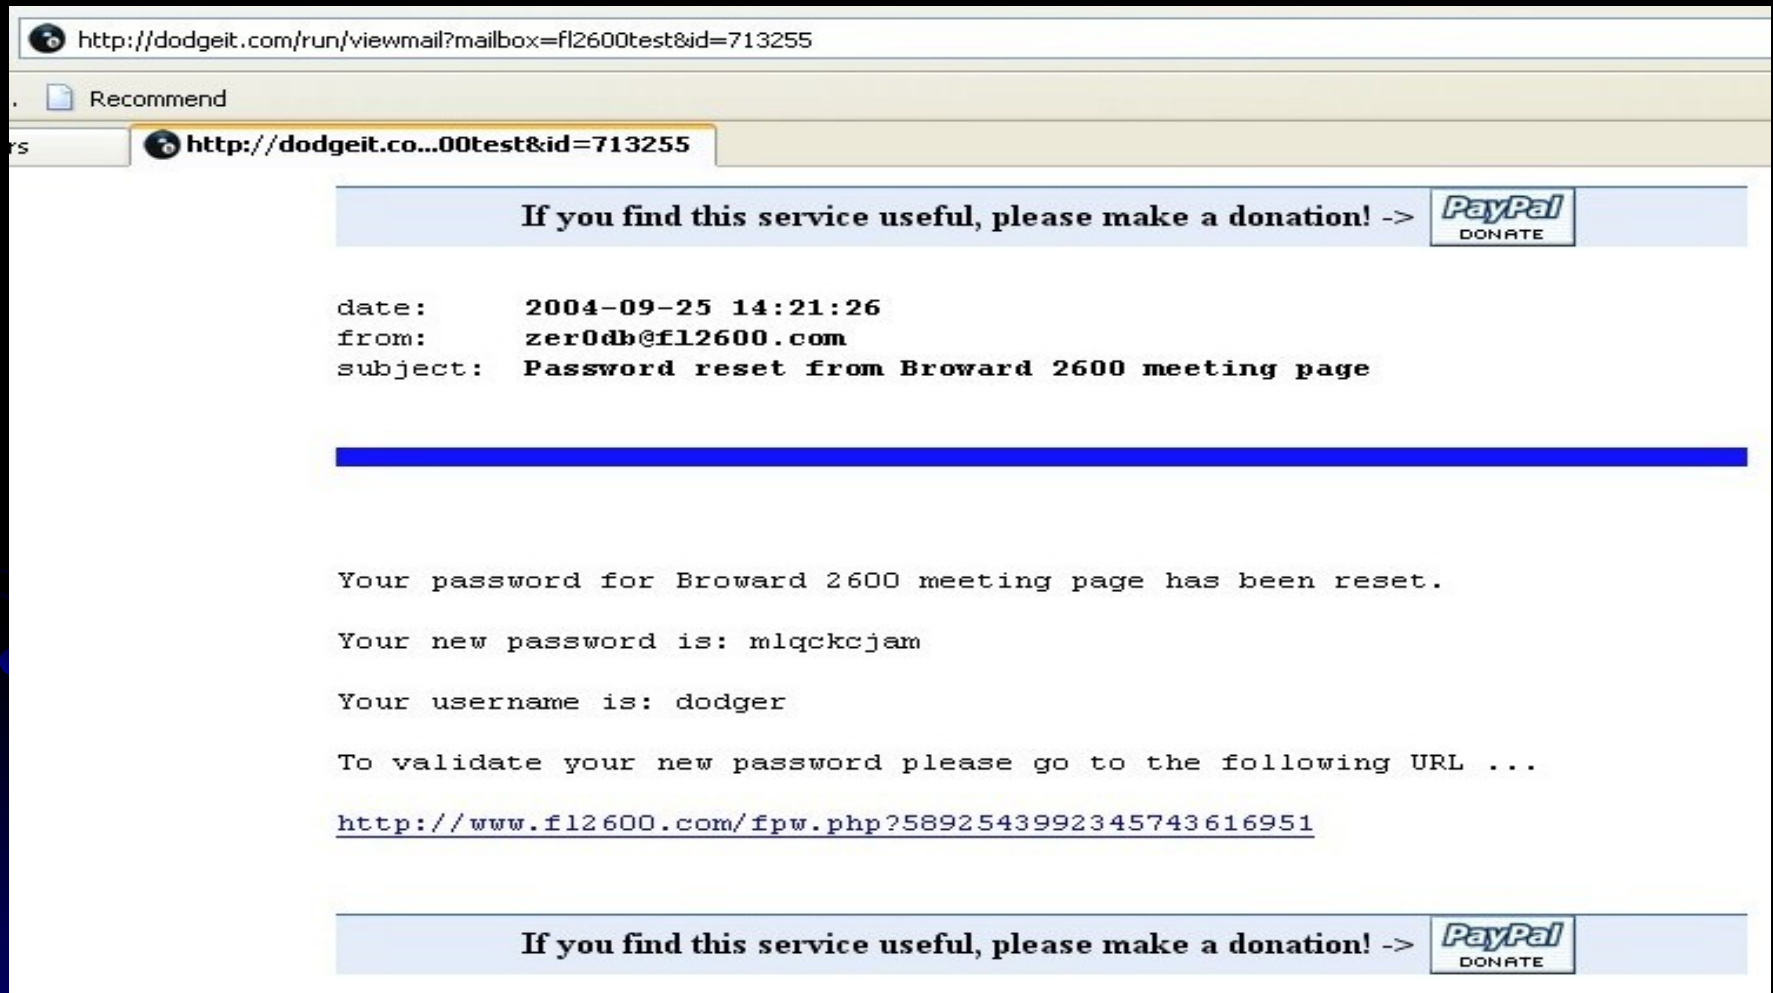 http://dodgeit.com/run/viewmail?mailbox=fl2600test&id=713255
. Recommend
rs http://dodgeit.co...00test&id=713255
If you find this service useful, please make a donation! -> PayPal DONATE
date: 2004-09-25 14:21:26
from: zer0db@fl2600.com
subject: Password reset from Broward 2600 meeting page
Your password for Broward 2600 meeting page has been reset.
Your new password is: mlqckcjam
Your username is: dodger
To validate your new password please go to the following URL ...
http://www.fl2600.com/fpw.php?5892543992345743616951
If you find this service useful, please make a donation! -> PayPal DONATE